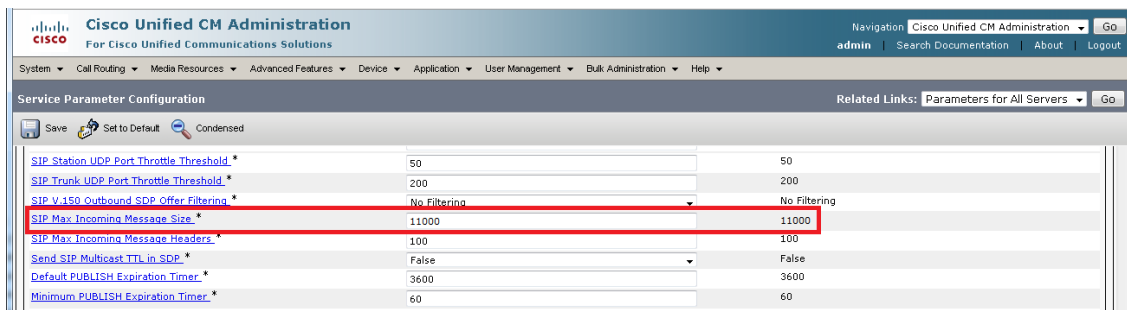 Cisco Unified CM Administration
Navigation Cisco Unified CM Administration Go
CISCO For Cisco Unified Communications Solutions
admin Search Documentation About Logout
System Call Routing Media Resources Advanced Features Device Application User Management Bulk Administration Help
Service Parameter Configuration Related Links: Parameters for All Servers Go
Save Set to Default Condensed
SIP Station UDP Port Throttle Threshold * 50 50
SIP Trunk UDP Port Throttle Threshold * 200 200
SIP V.150 Outbound SDP Offer Filtering * No Filtering No Filtering
SIP Max Incoming Message Size * 11000 11000
SIP Max Incoming Message Headers * 100 100
Send SIP Multicast TTL in SDP * False False
Default PUBLISH Expiration Timer * 3600 3600
Minimum PUBLISH Expiration Timer * 60 60